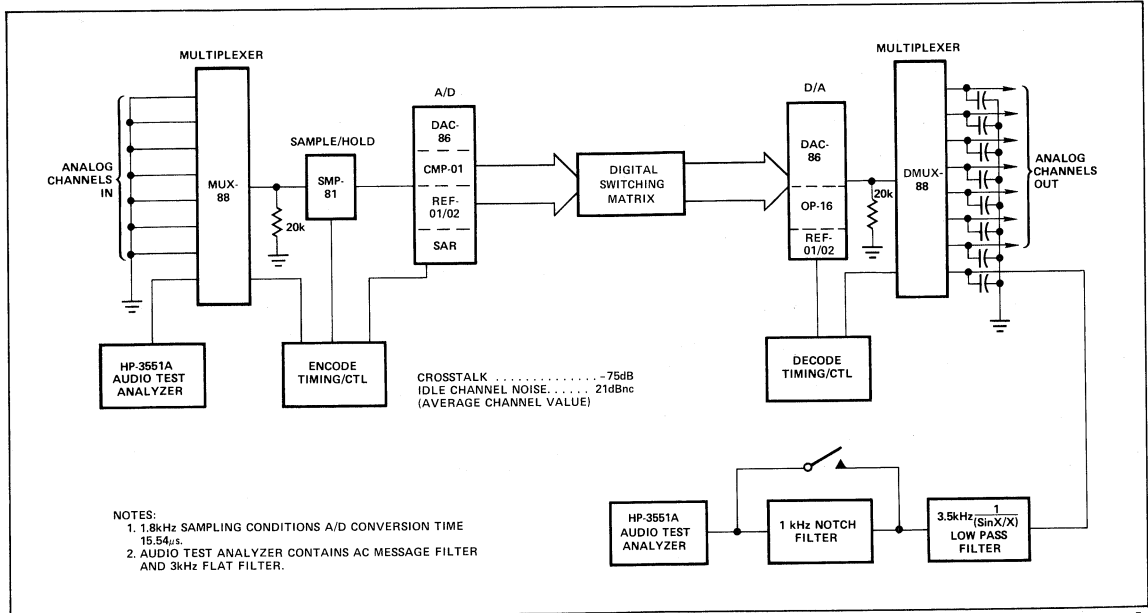 MULTIPLEXER
ANALOG
CHANNELS
IN
MUX-
88
20k
SAMPLE/HOLD
SMP-
81
A/D
DAC-
86
CMP-01
REF-
01/02
SAR
DIGITAL
SWITCHING
MATRIX
D/A
DAC-
86
OP-16
REF-
01/02
20k
MULTIPLEXER
DMUX-
88
ANALOG
CHANNELS
OUT
HP-3551A
AUDIO TEST
ANALYZER
ENCODE
TIMING/CTL
CROSSTALK . . . . . . . . . . . . . . -75dB
IDLE CHANNEL NOISE. . . . . . 21dBnc
(AVERAGE CHANNEL VALUE)
DECODE
TIMING/CTL
NOTES:
1. 1.8kHz SAMPLING CONDITIONS A/D CONVERSION TIME
15.54μs.
2. AUDIO TEST ANALYZER CONTAINS AC MESSAGE FILTER
AND 3kHz FLAT FILTER.
HP-3551A
AUDIO TEST
ANALYZER
1 kHz NOTCH
FILTER
3.5kHz 1/(SinX/X)
LOW PASS
FILTER